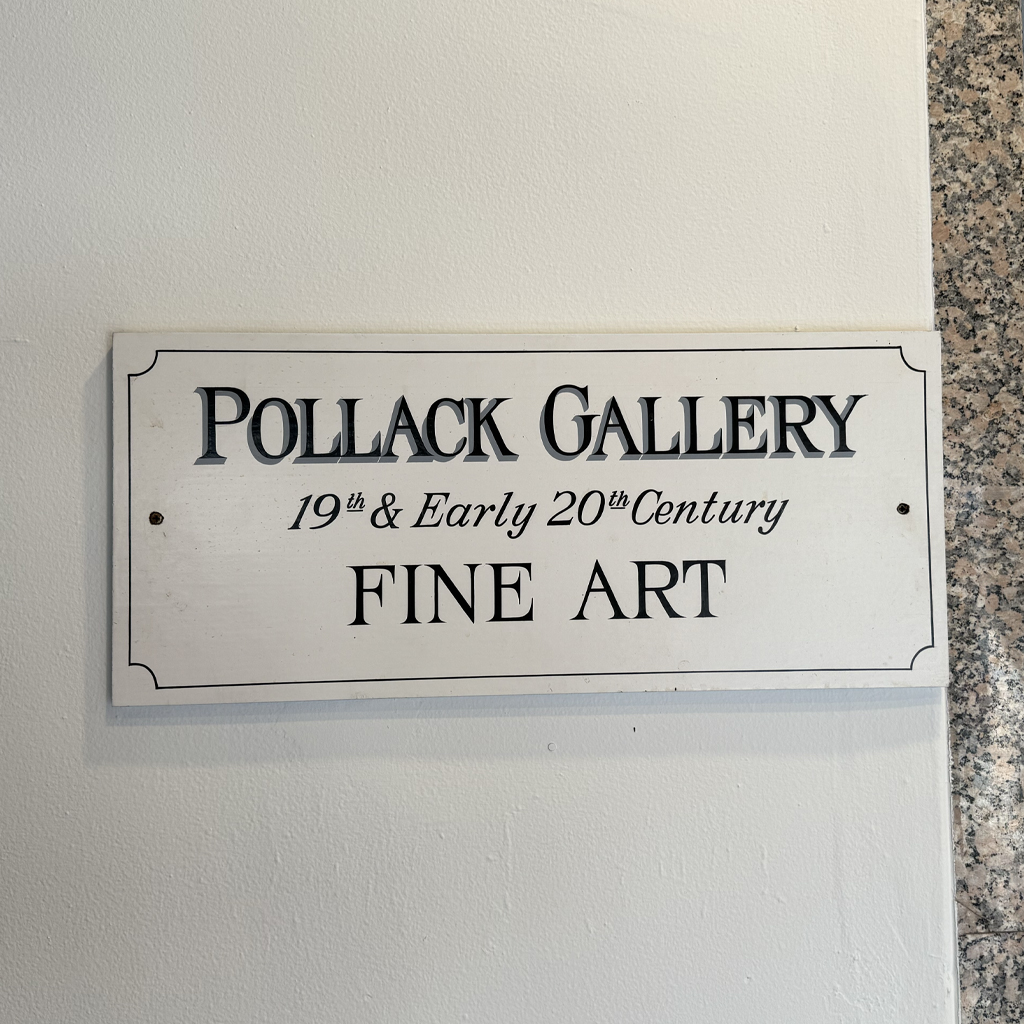 POLLACK GALLERY
19th & Early 20th Century
FINE ART